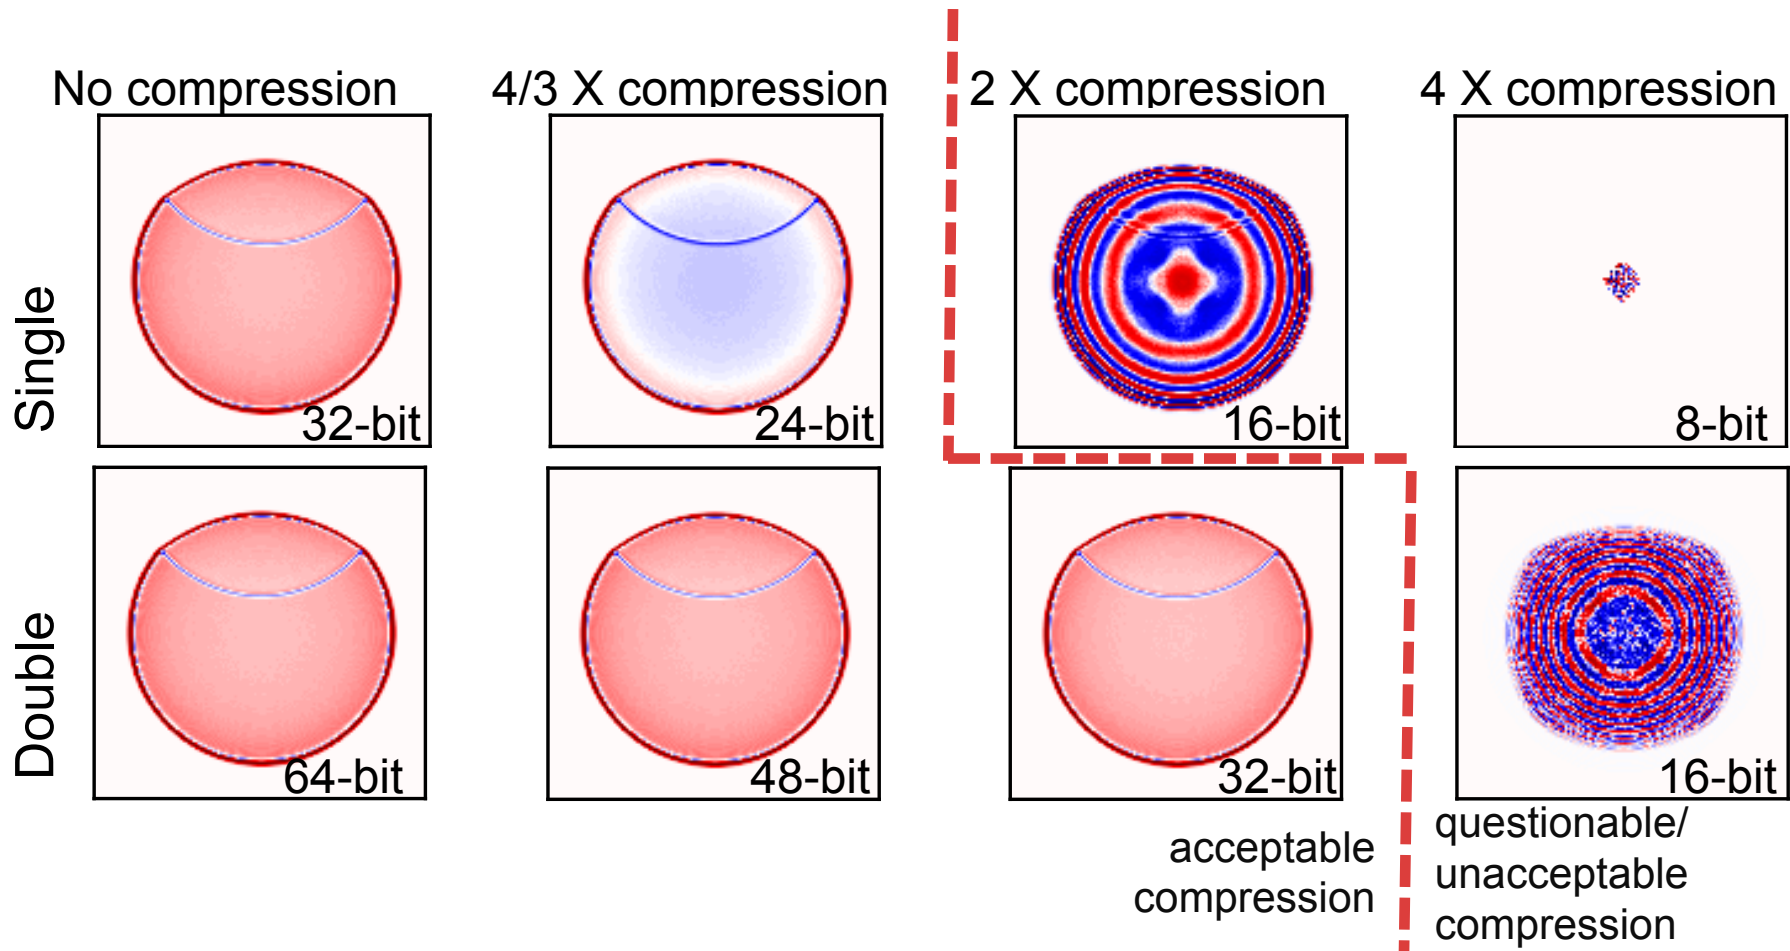 No compression
4/3 X compression
2 X compression
4 X compression
Single
32-bit
24-bit
16-bit
8-bit
Double
64-bit
48-bit
32-bit
16-bit
acceptable
compression
questionable/
unacceptable
compression